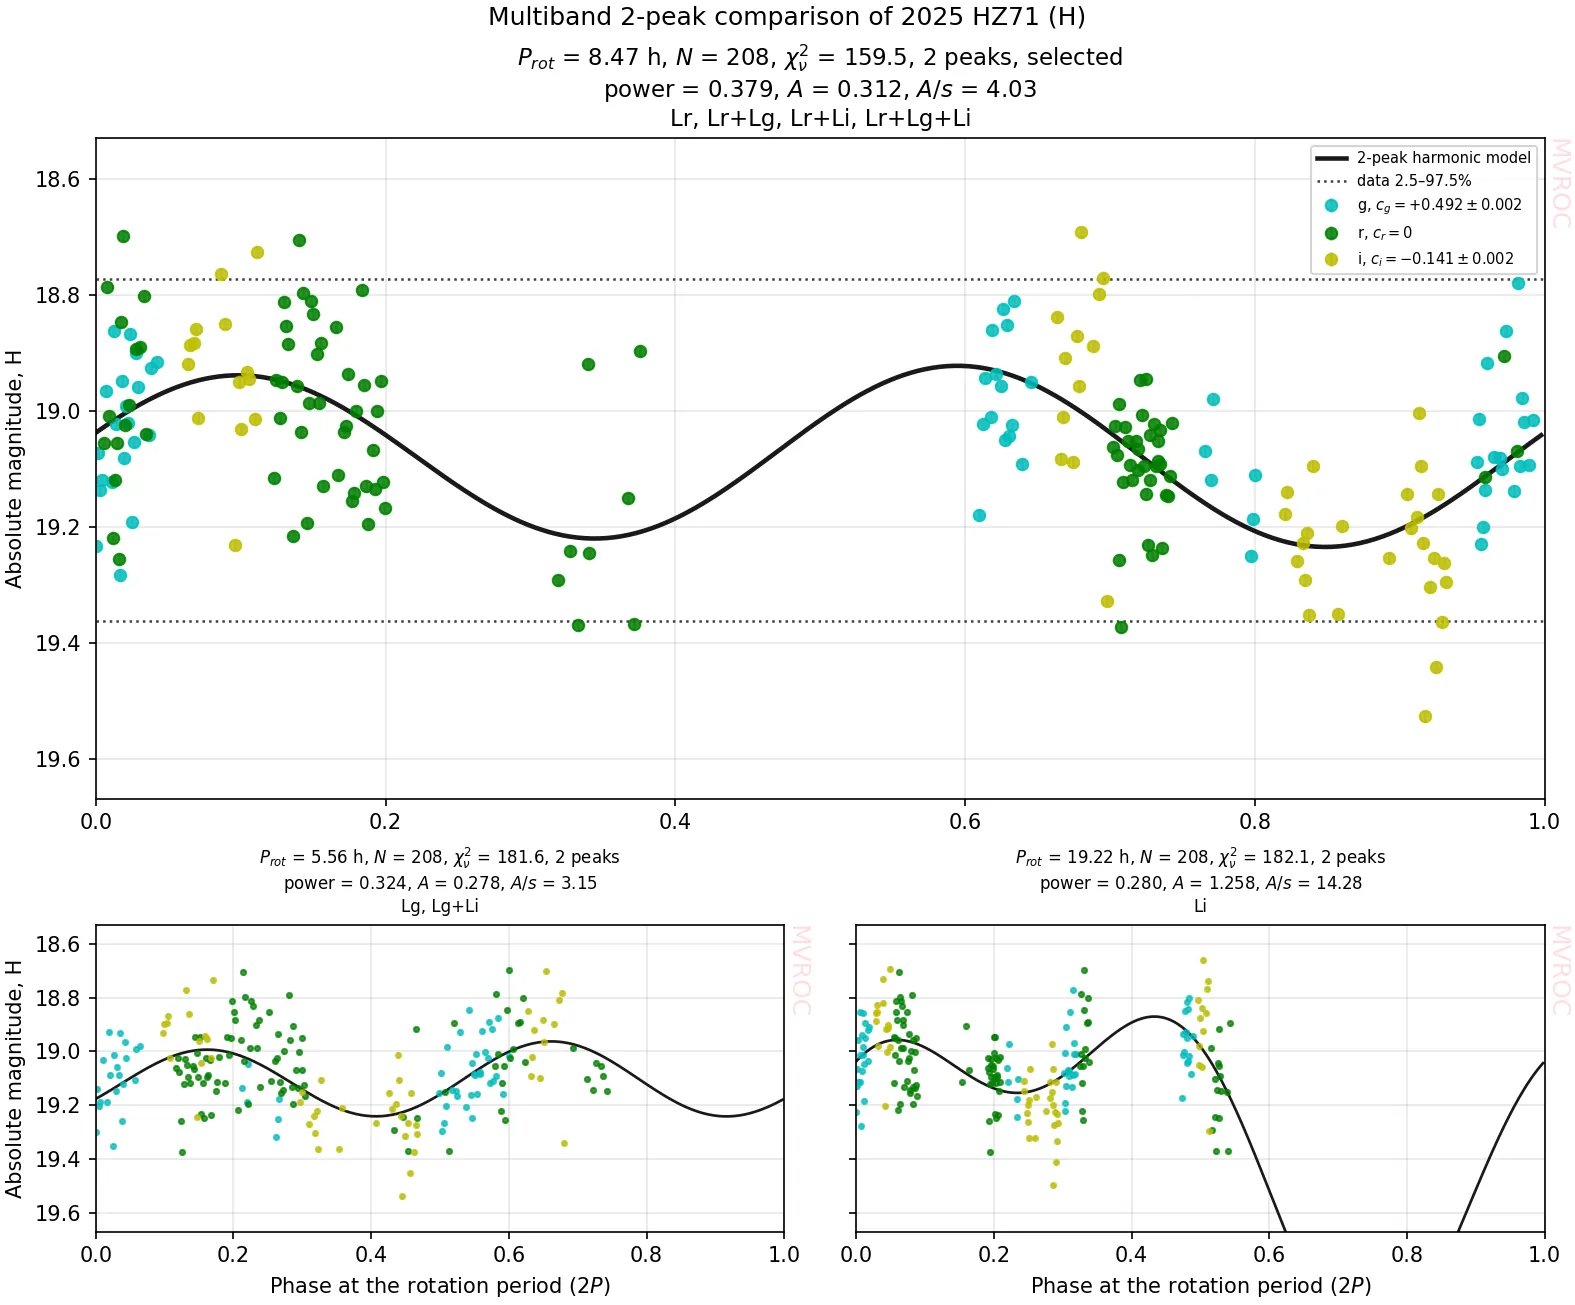 Multiband 2-peak comparison of 2025 HZ71 (H)
P_rot = 8.47 h, N = 208, χ²_ν = 159.5, 2 peaks, selected
power = 0.379, A = 0.312, A/s = 4.03
Lr, Lr+Lg, Lr+Li, Lr+Lg+Li
2-peak harmonic model
data 2.5–97.5%
g, c_g = +0.492 ± 0.002
r, c_r = 0
i, c_i = −0.141 ± 0.002
MVROC
Absolute magnitude, H
18.6
18.8
19.0
19.2
19.4
19.6
0.0 0.2 0.4 0.6 0.8 1.0
P_rot = 5.56 h, N = 208, χ²_ν = 181.6, 2 peaks
power = 0.324, A = 0.278, A/s = 3.15
Lg, Lg+Li
MVROC
Absolute magnitude, H
18.6
18.8
19.0
19.2
19.4
19.6
0.0 0.2 0.4 0.6 0.8 1.0
Phase at the rotation period (2P)
P_rot = 19.22 h, N = 208, χ²_ν = 182.1, 2 peaks
power = 0.280, A = 1.258, A/s = 14.28
Li
MVROC
0.0 0.2 0.4 0.6 0.8 1.0
Phase at the rotation period (2P)